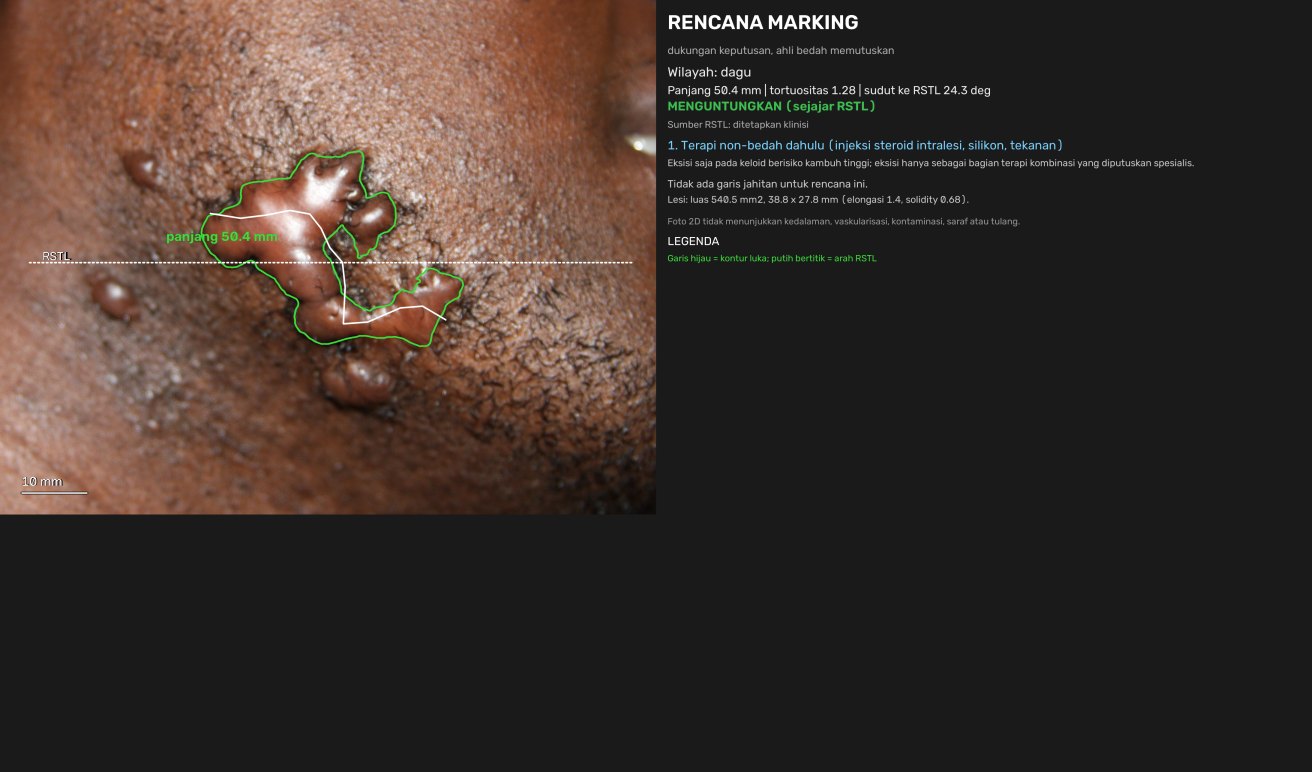 RENCANA MARKING
dukungan keputusan, ahli bedah memutuskan
Wilayah: dagu
Panjang 50.4 mm | tortuositas 1.28 | sudut ke RSTL 24.3 deg
MENGUNTUNGKAN (sejajar RSTL)
Sumber RSTL: ditetapkan klinisi
1. Terapi non-bedah dahulu (injeksi steroid intralesi, silikon, tekanan)
Eksisi saja pada keloid berisiko kambuh tinggi; eksisi hanya sebagai bagian terapi kombinasi yang diputuskan spesialis.
Tidak ada garis jahitan untuk rencana ini.
Lesi: luas 540.5 mm2, 38.8 x 27.8 mm (elongasi 1.4, solidity 0.68).
Foto 2D tidak menunjukkan kedalaman, vaskularisasi, kontaminasi, saraf atau tulang.
LEGENDA
Garis hijau = kontur luka; putih bertitik = arah RSTL
panjang 50.4 mm
RSTL
10 mm